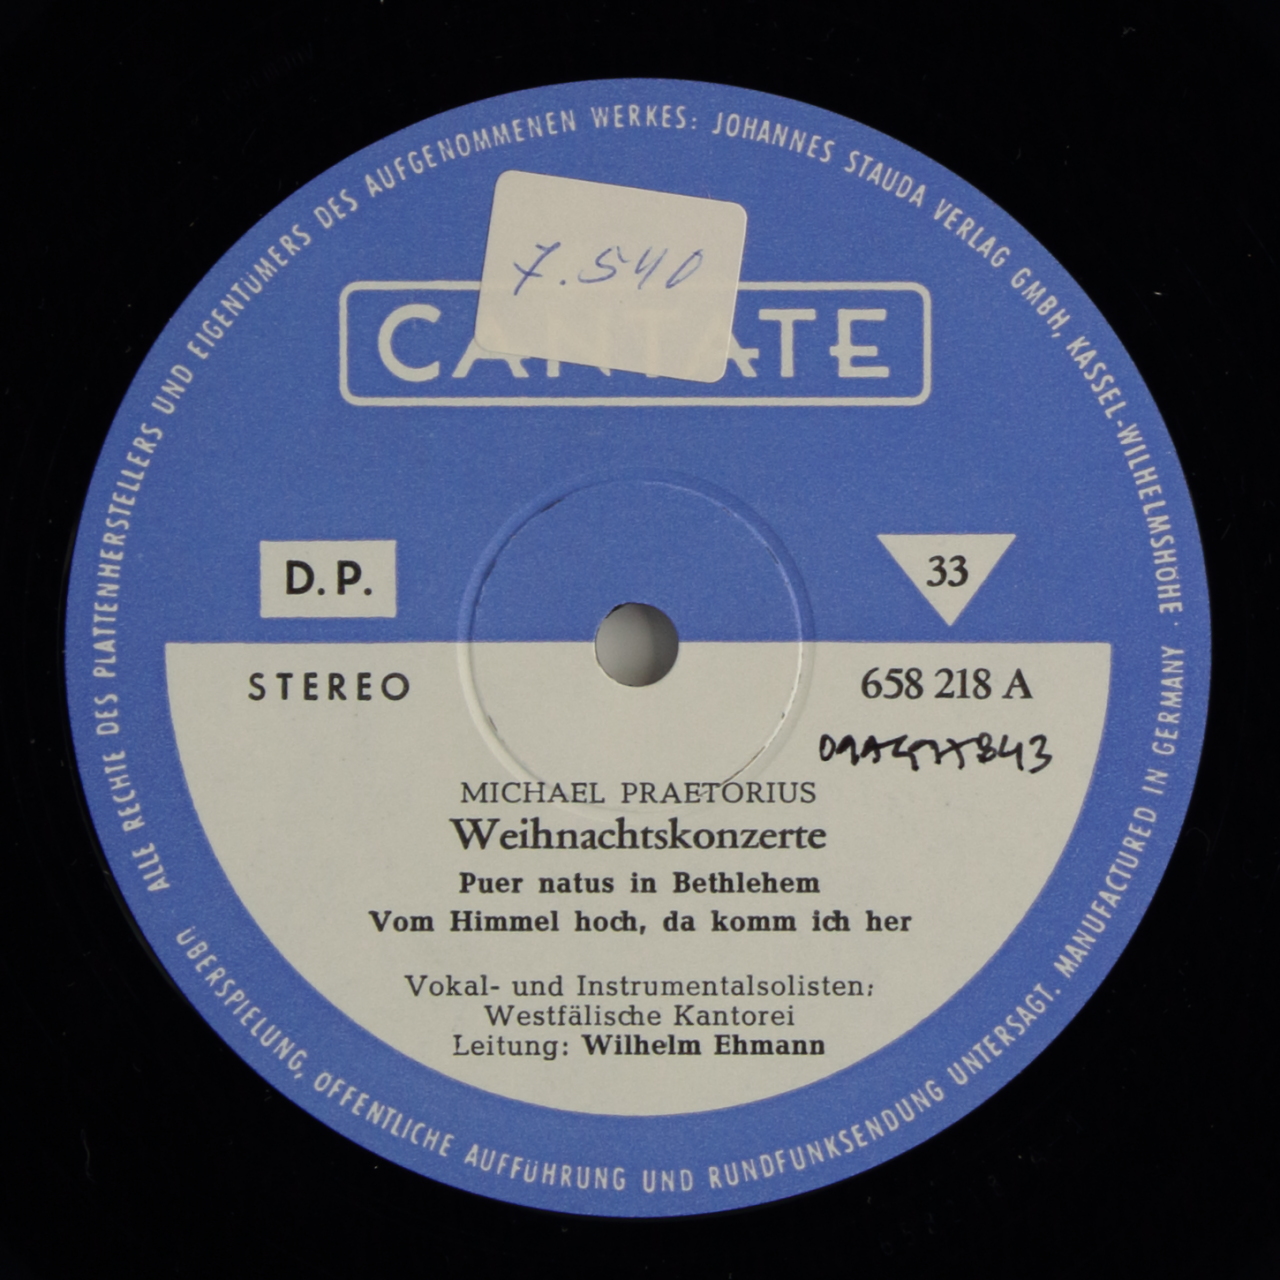 ALLE RECHTE DES PLATTENHERSTELLERS UND EIGENTÜMERS DES AUFGENOMMENEN WERKES: JOHANNES STAUDA VERLAG GMBH, KASSEL-WILHELMSHÖHE · MANUFACTURED IN GERMANY
7.540
CANTATE
D.P.
33
STEREO
658 218 A
MICHAEL PRAETORIUS
Weihnachtskonzerte
Puer natus in Bethlehem
Vom Himmel hoch, da komm ich her
Vokal- und Instrumentalsolisten;
Westfälische Kantorei
Leitung: Wilhelm Ehmann
ÜBERSPIELUNG, ÖFFENTLICHE AUFFÜHRUNG UND RUNDFUNKSENDUNG UNTERSAGT.